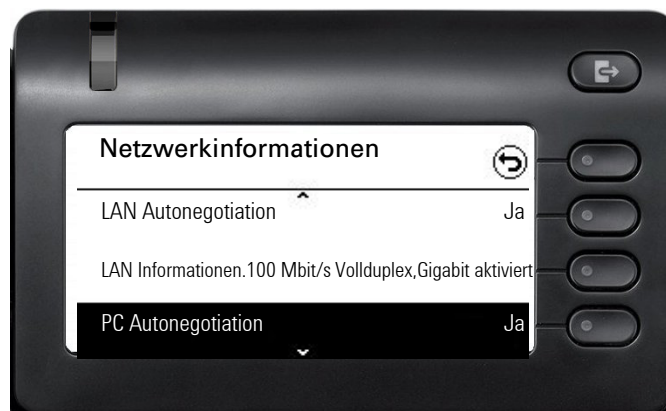 Netzwerkinformationen
LAN Autonegotiation Ja
LAN Informationen.100 Mbit/s Vollduplex,Gigabit aktiviert
PC Autonegotiation Ja